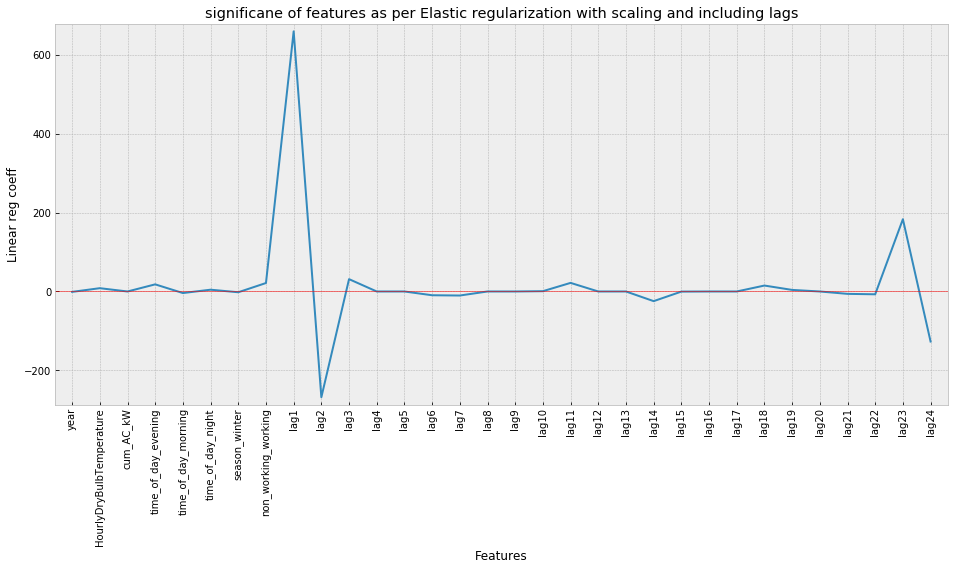 significane of features as per Elastic regularization with scaling and including lags
Linear reg coeff
600
400
200
0
−200
year
HourlyDryBulbTemperature
cum_AC_kW
time_of_day_evening
time_of_day_morning
time_of_day_night
season_winter
non_working_working
lag1
lag2
lag3
lag4
lag5
lag6
lag7
lag8
lag9
lag10
lag11
lag12
lag13
lag14
lag15
lag16
lag17
lag18
lag19
lag20
lag21
lag22
lag23
lag24
Features